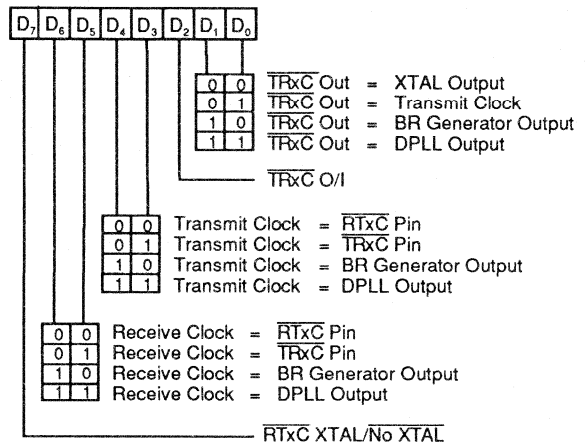 D7 D6 D5 D4 D3 D2 D1 D0
0 0 TRxC Out = XTAL Output
0 1 TRxC Out = Transmit Clock
1 0 TRxC Out = BR Generator Output
1 1 TRxC Out = DPLL Output
TRxC O/I
0 0 Transmit Clock = RTxC Pin
0 1 Transmit Clock = TRxC Pin
1 0 Transmit Clock = BR Generator Output
1 1 Transmit Clock = DPLL Output
0 0 Receive Clock = RTxC Pin
0 1 Receive Clock = TRxC Pin
1 0 Receive Clock = BR Generator Output
1 1 Receive Clock = DPLL Output
RTxC XTAL/No XTAL